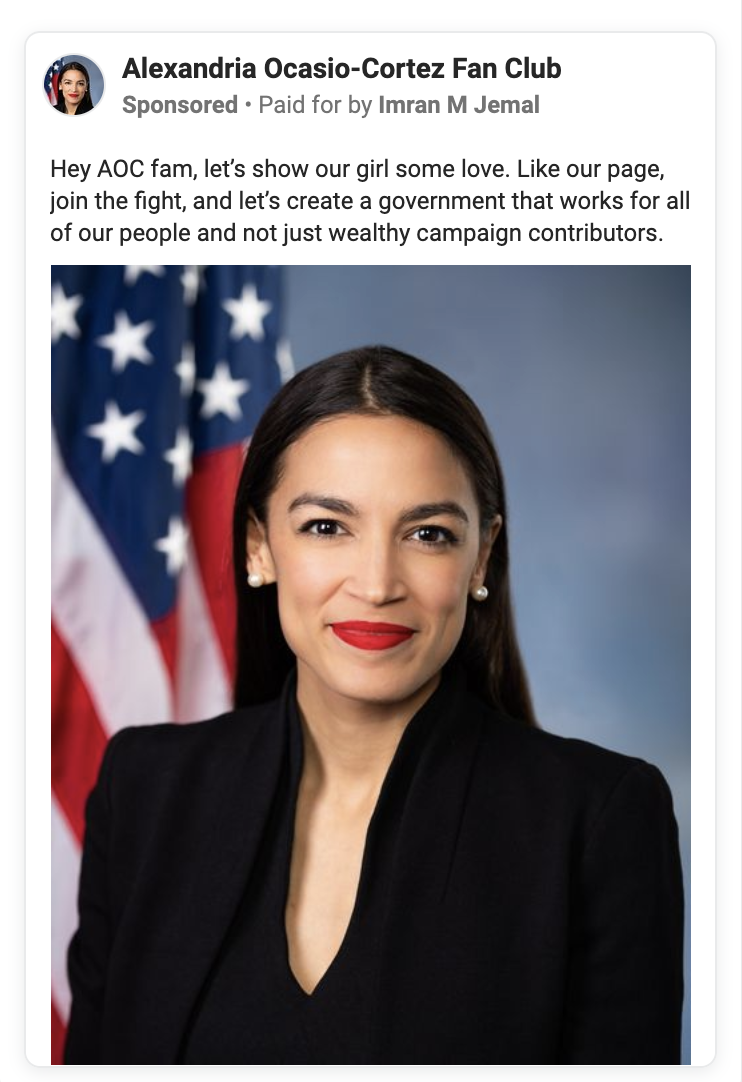 Alexandria Ocasio-Cortez Fan Club
Sponsored • Paid for by Imran M Jemal
Hey AOC fam, let’s show our girl some love. Like our page,
join the fight, and let’s create a government that works for all
of our people and not just wealthy campaign contributors.